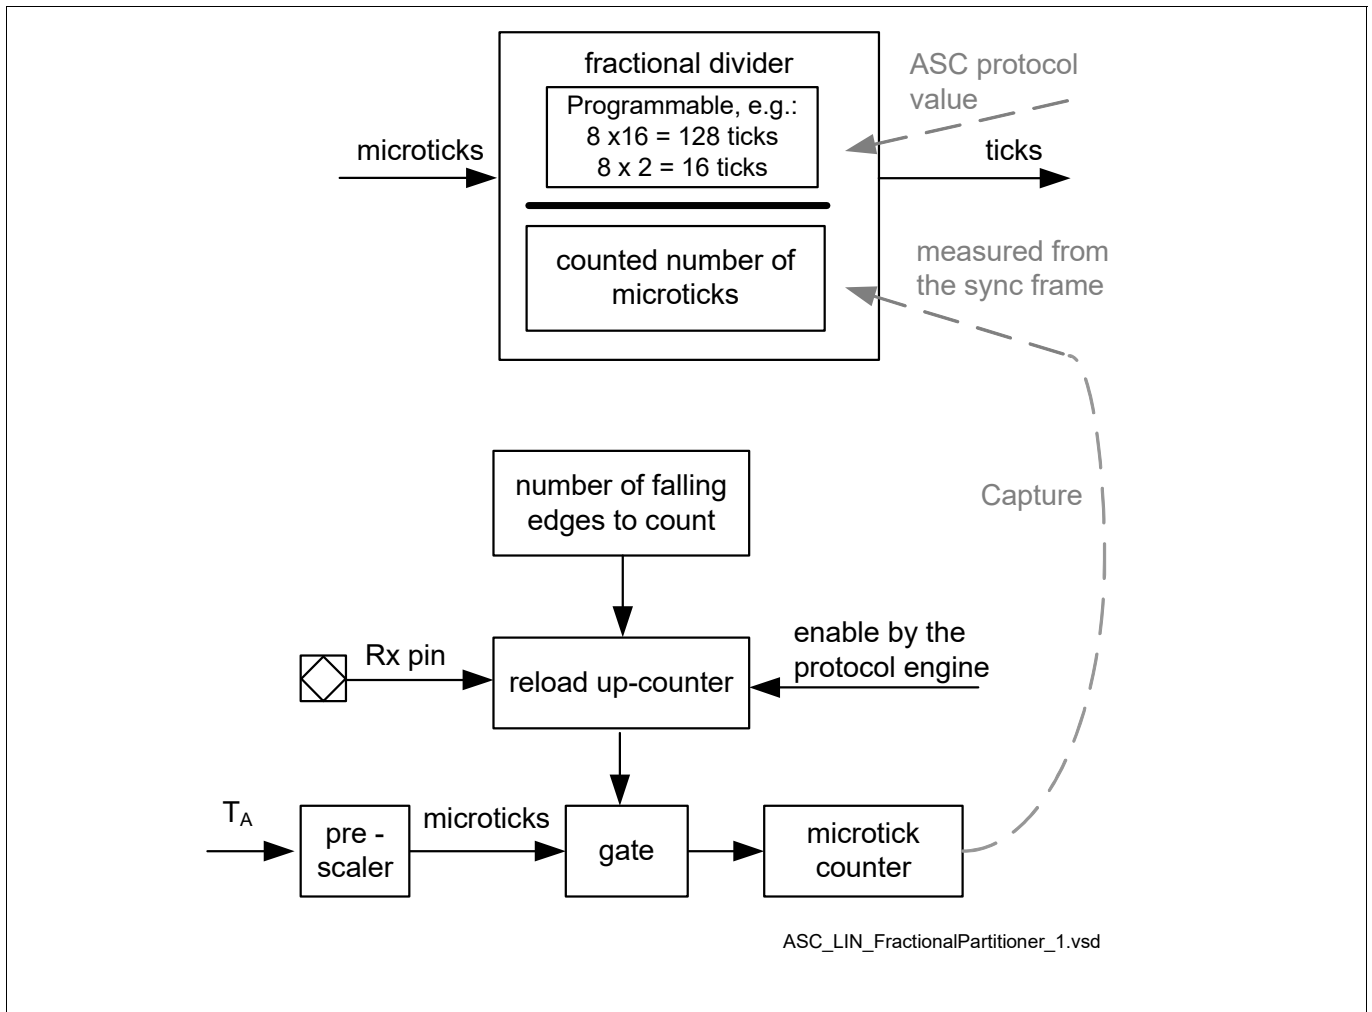 fractional divider
Programmable, e.g.:
8 x16 = 128 ticks
8 x 2 = 16 ticks
ASC protocol
value
microticks
ticks
counted number of
microticks
measured from
the sync frame
number of falling
edges to count
Capture
Rx pin
reload up-counter
enable by the
protocol engine
TA
pre -
scaler
microticks
gate
microtick
counter
ASC_LIN_FractionalPartitioner_1.vsd